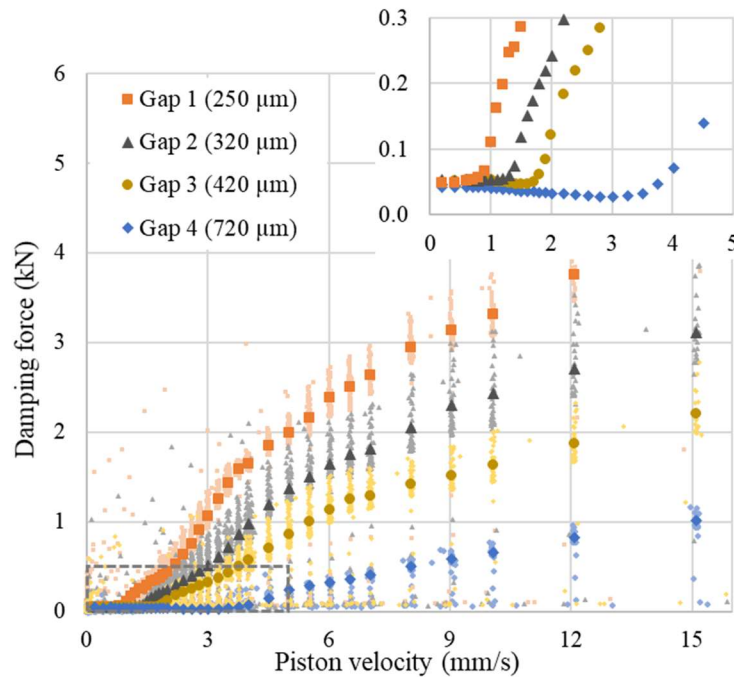 0.3
0.2
0.1
0.0
0 1 2 3 4 5
6
5
4
3
2
1
0
Gap 1 (250 µm)
Gap 2 (320 µm)
Gap 3 (420 µm)
Gap 4 (720 µm)
Damping force (kN)
0 3 6 9 12 15
Piston velocity (mm/s)